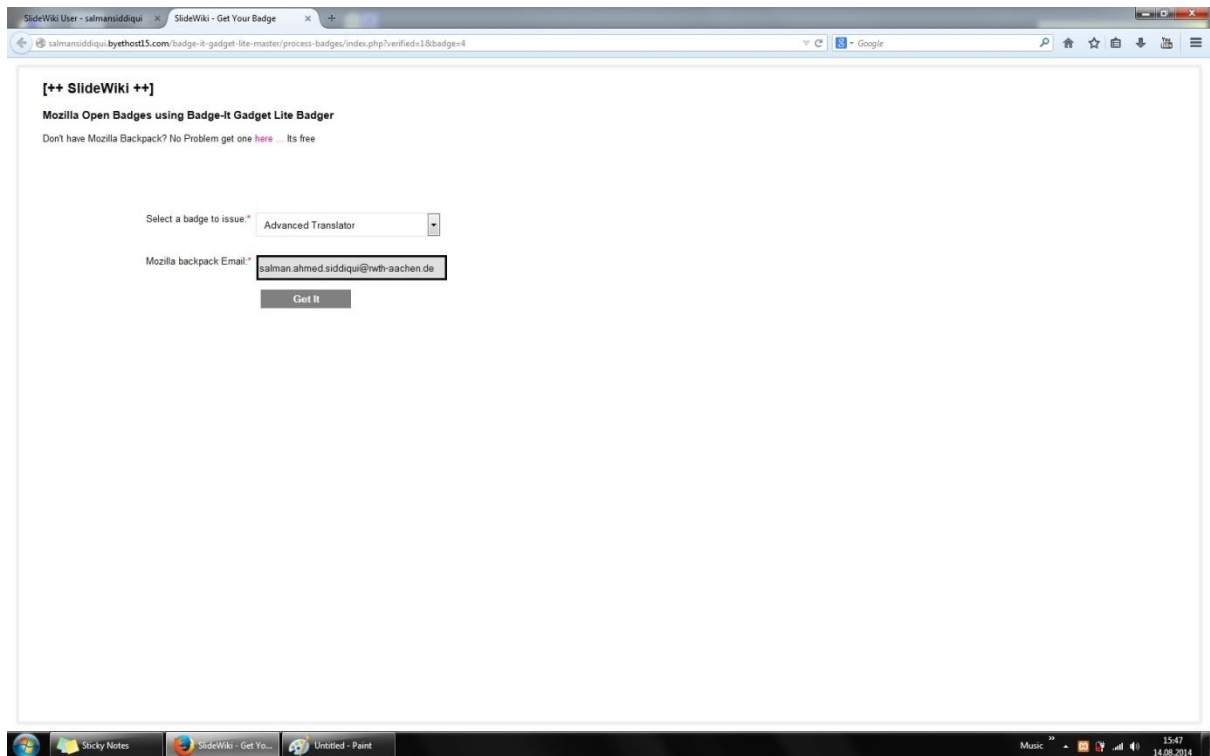 SlideWiki User - salmansiddiqui
SlideWiki - Get Your Badge
salmansiddiqui.byethost15.com/badge-it-gadget-lite-master/process-badges/index.php?verified=1&badge=4
Google
[++ SlideWiki ++]
Mozilla Open Badges using Badge-It Gadget Lite Badger
Don't have Mozilla Backpack? No Problem get one here ... Its free
Select a badge to issue:* Advanced Translator
Mozilla backpack Email:* salman.ahmed.siddiqui@rwth-aachen.de
Get It
Sticky Notes
SlideWiki - Get Yo...
Untitled - Paint
Music
15:47
14.08.2014